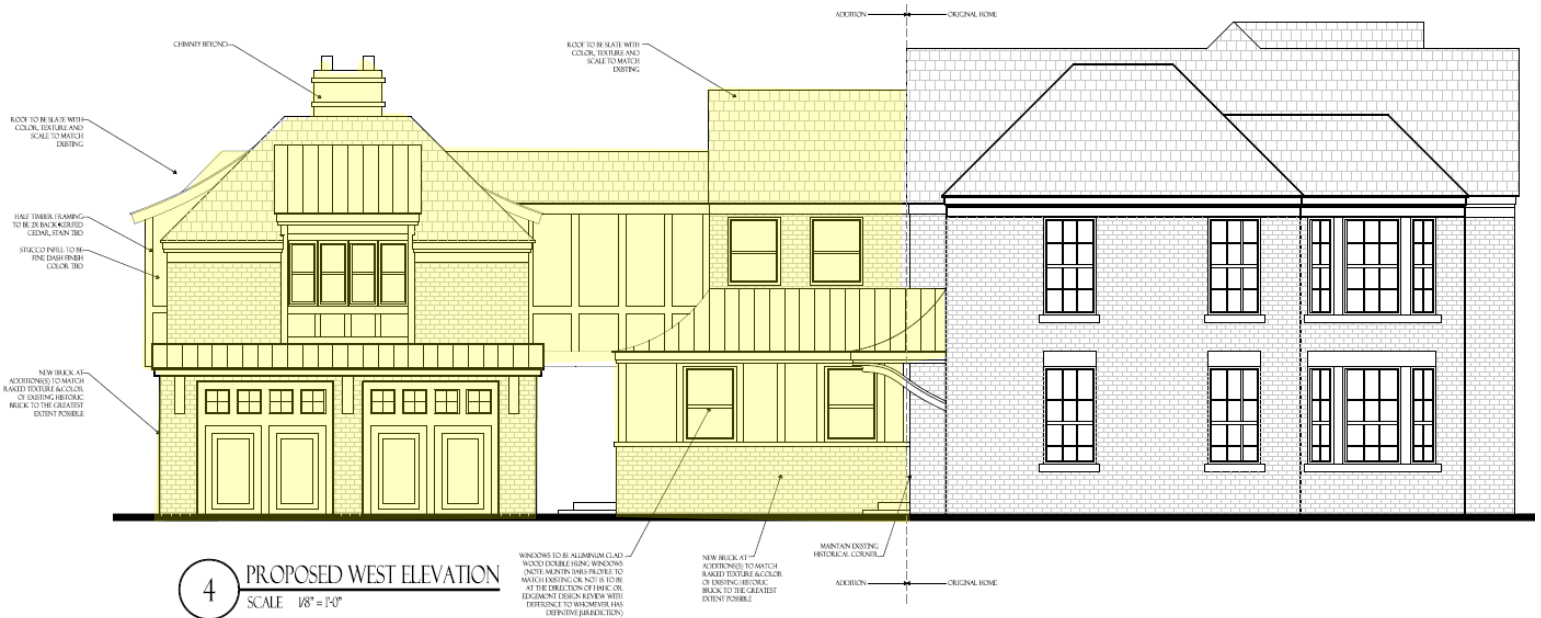 ADDITION
ORIGINAL HOME
CHIMNEY BEYOND
ROOF TO BE SLATE WITH
COLOR, TEXTURE AND
SCALE TO MATCH
EXISTING
ROOF TO BE SLATE WITH
COLOR, TEXTURE AND
SCALE TO MATCH
EXISTING
HALF TIMBER FRAMING
TO BE 2X BACK-KERFED
CEDAR, STAIN TBD
STUCCO INFILL TO BE
FINE DASH FINISH
COLOR TBD
NEW BRICK AT
ADDITIONS(S) TO MATCH
RAKED TEXTURE & COLOR
OF EXISTING HISTORIC
BRICK TO THE GREATEST
EXTENT POSSIBLE
WINDOWS TO BE ALUMINUM CLAD
WOOD DOUBLE HUNG WINDOWS
(NOTE: MUNTIN BARS PROFILE TO
MATCH EXISTING OR NOT IS TO BE
AT THE DIRECTION OF HAHC OR
EDGEMONT DESIGN REVIEW WITH
DEFERENCE TO WHOMEVER HAS
DEFINITIVE JURISDICTION)
NEW BRICK AT
ADDITIONS(S) TO MATCH
RAKED TEXTURE & COLOR
OF EXISTING HISTORIC
BRICK TO THE GREATEST
EXTENT POSSIBLE
MAINTAIN EXISTING
HISTORICAL CORNER
ADDITION
ORIGINAL HOME
4
PROPOSED WEST ELEVATION
SCALE 1/8" = 1'-0"